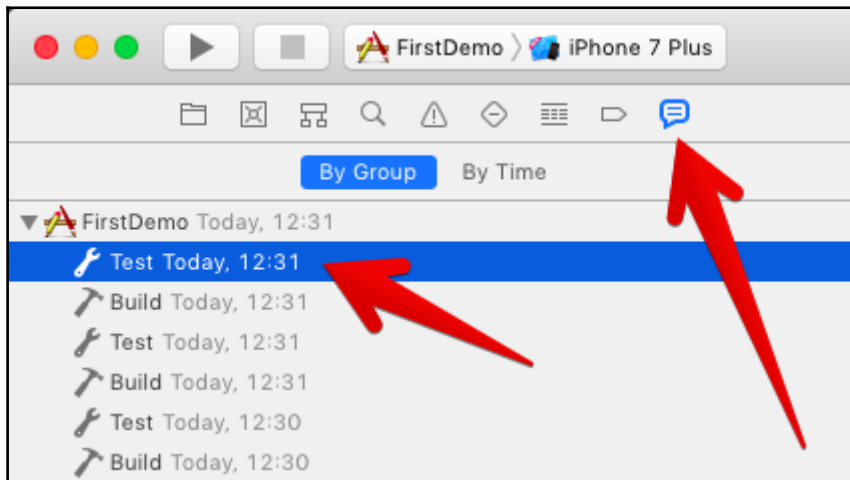 FirstDemo iPhone 7 Plus
By Group By Time
FirstDemo Today, 12:31
Test Today, 12:31
Build Today, 12:31
Test Today, 12:31
Build Today, 12:31
Test Today, 12:30
Build Today, 12:30